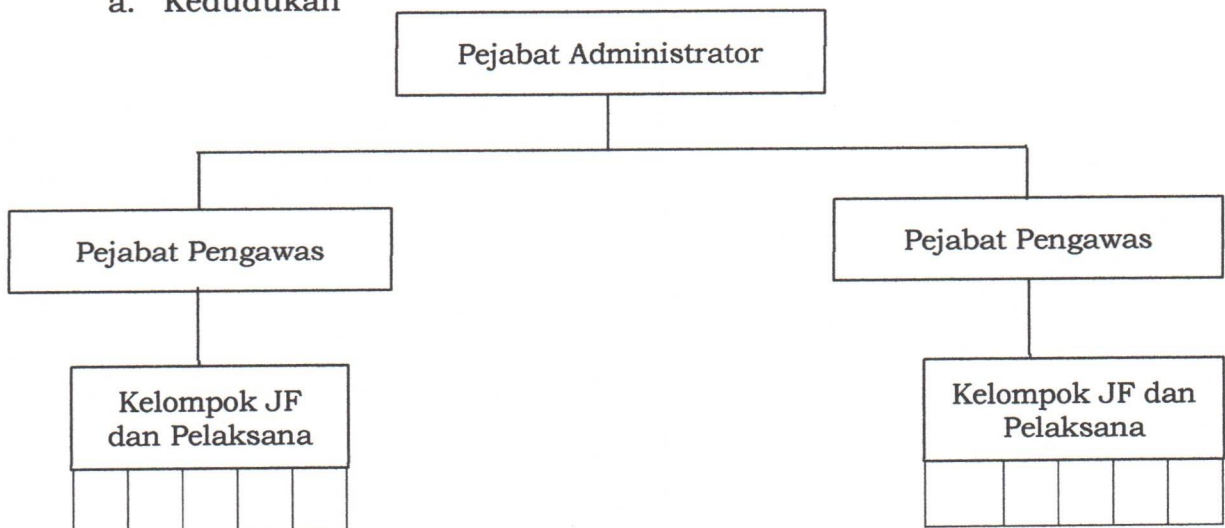 a. Kedudukan
Pejabat Administrator
Pejabat Pengawas
Pejabat Pengawas
Kelompok JF
dan Pelaksana
Kelompok JF dan
Pelaksana